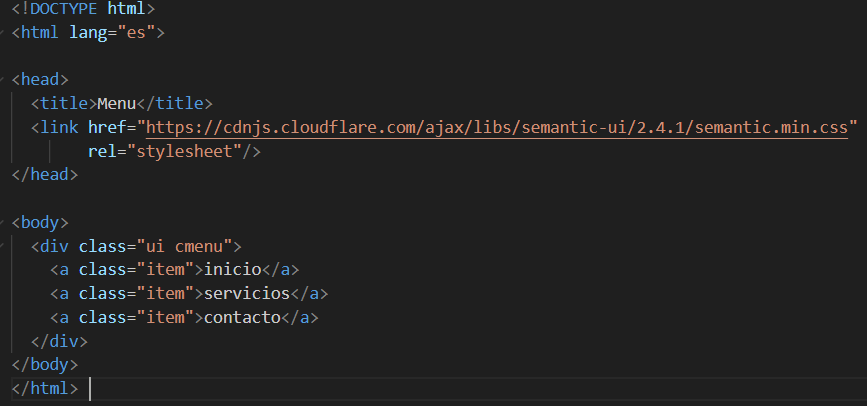 <!DOCTYPE html>
<html lang="es">
<head>
<title>Menu</title>
<link href="https://cdnjs.cloudflare.com/ajax/libs/semantic-ui/2.4.1/semantic.min.css"
rel="stylesheet"/>
</head>
<body>
<div class="ui cmenu">
<a class="item">inicio</a>
<a class="item">servicios</a>
<a class="item">contacto</a>
</div>
</body>
</html>